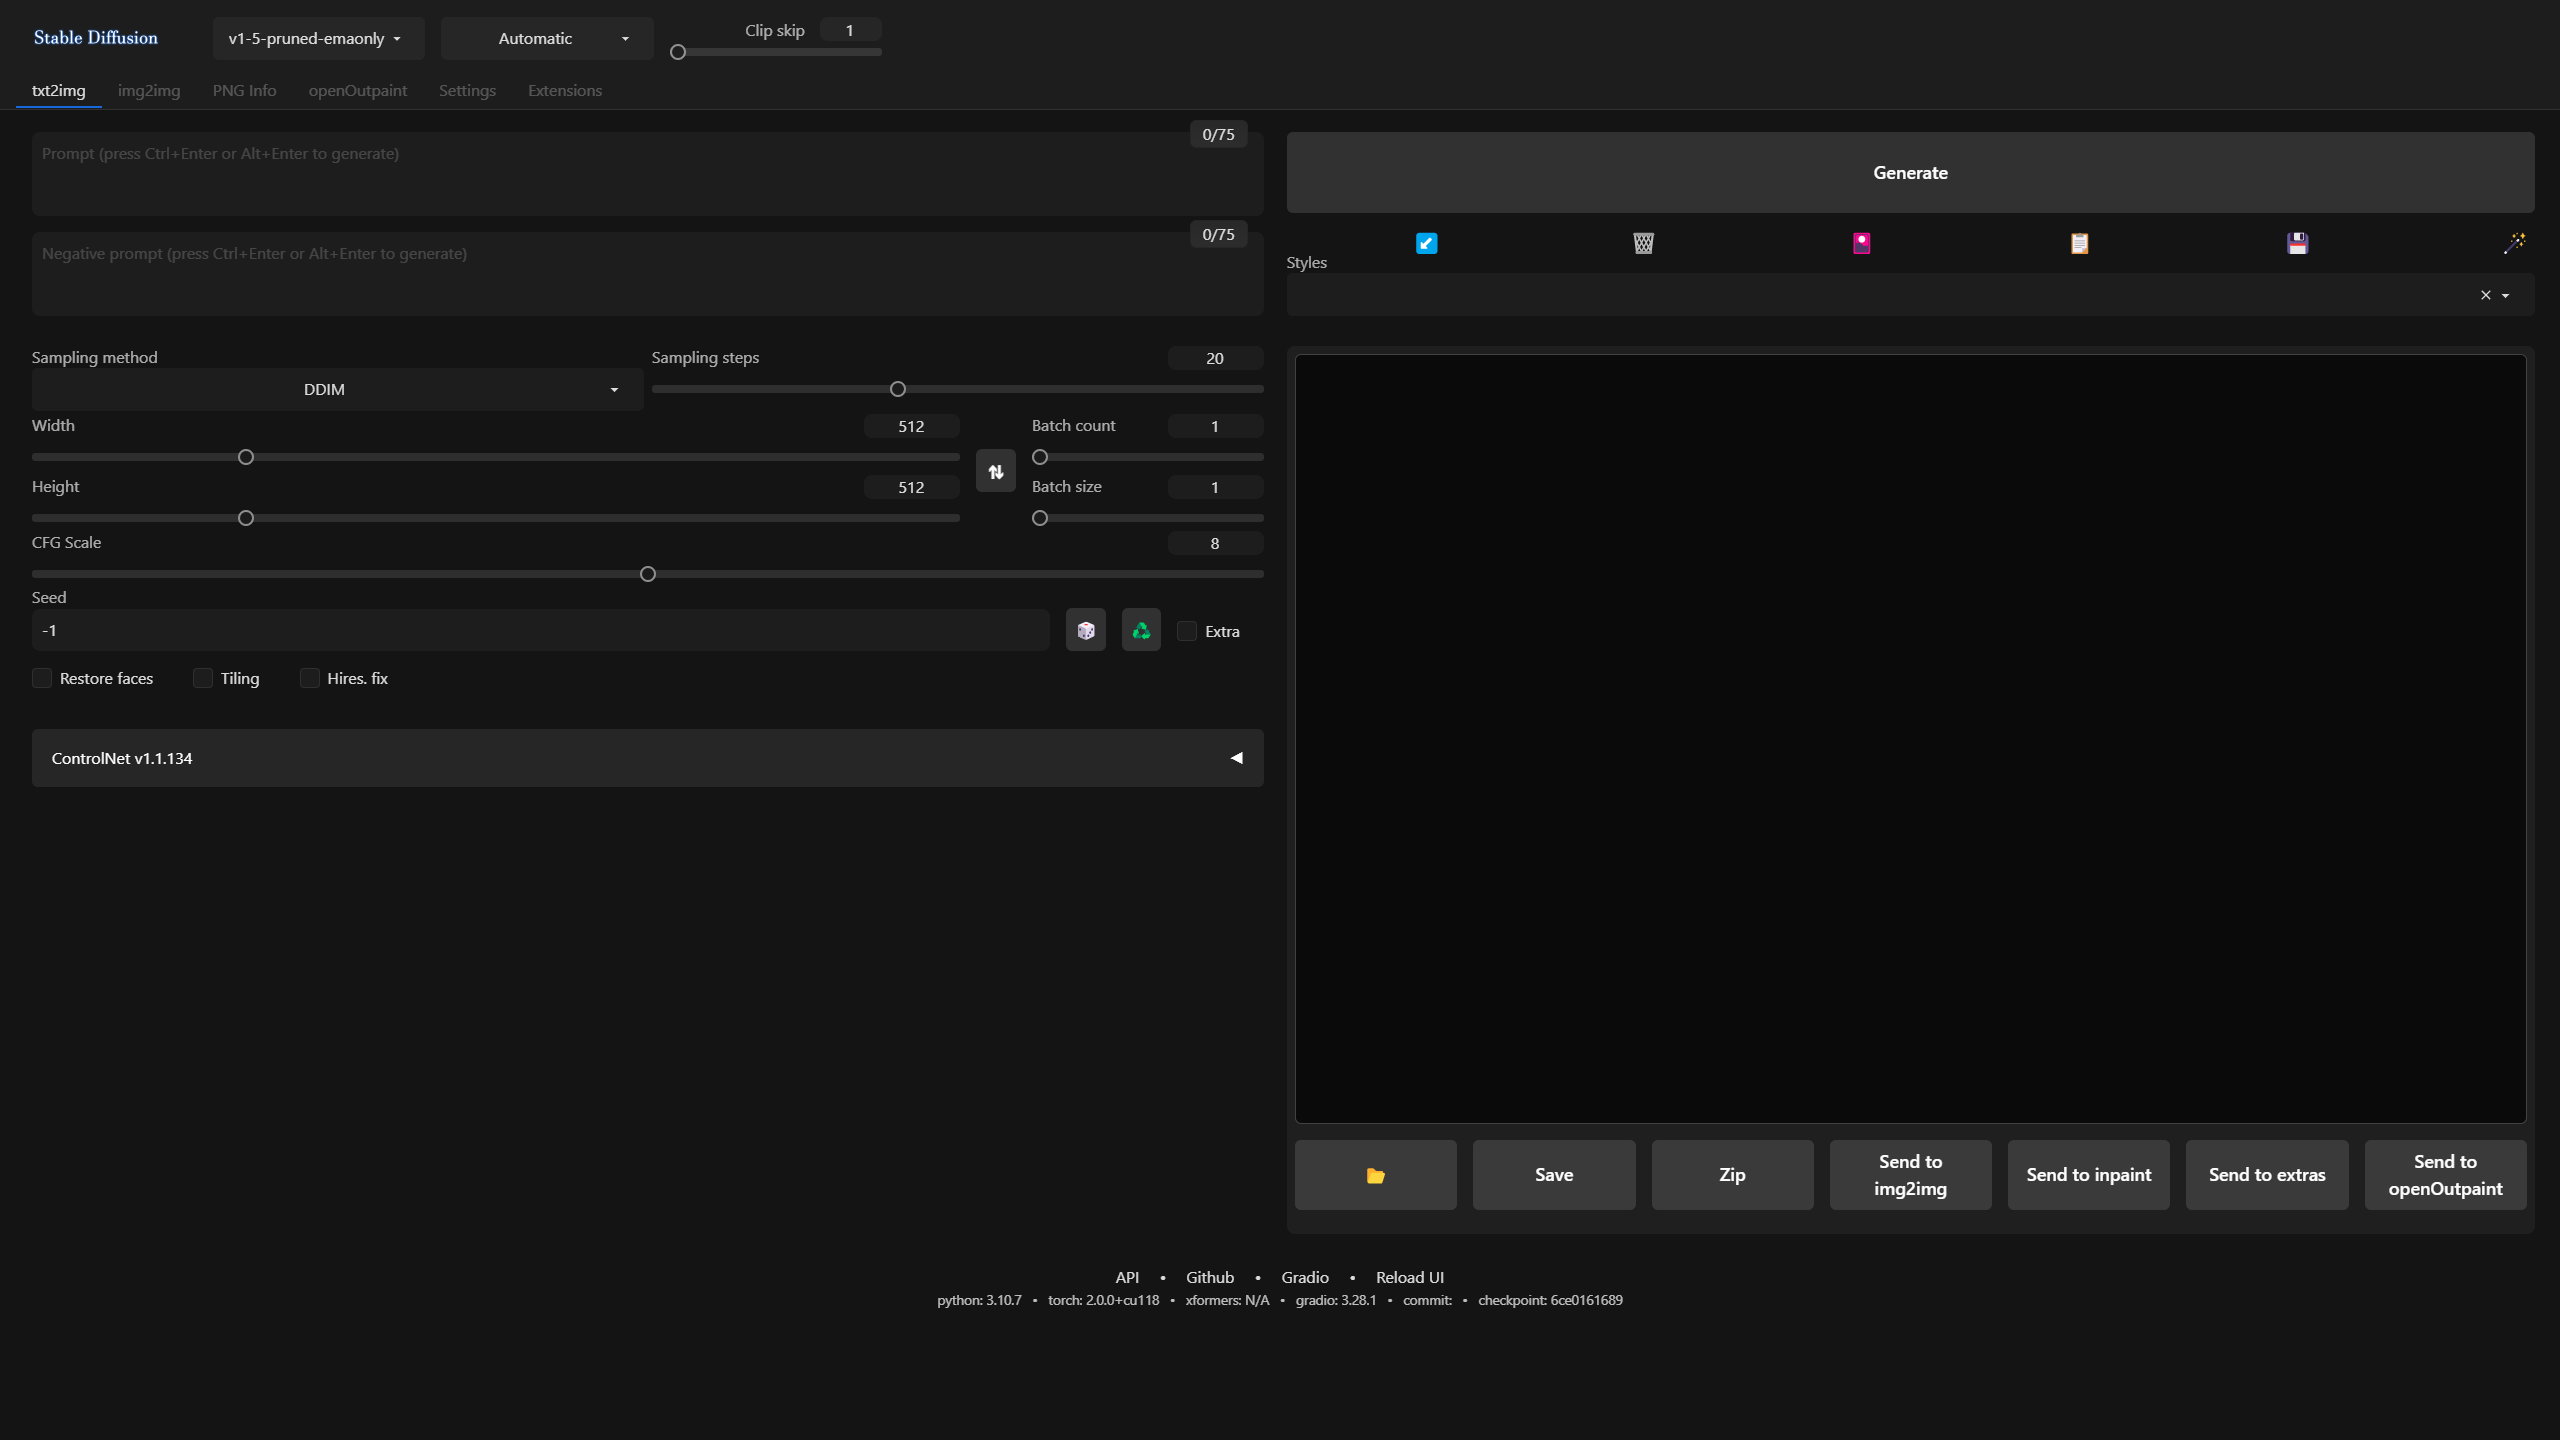 Stable Diffusion
v1-5-pruned-emaonly
Automatic
Clip skip
1
txt2img
img2img
PNG Info
openOutpaint
Settings
Extensions
0/75
Prompt (press Ctrl+Enter or Alt+Enter to generate)
0/75
Negative prompt (press Ctrl+Enter or Alt+Enter to generate)
Generate
Styles
Sampling method
DDIM
Sampling steps
20
Width
512
Height
512
Batch count
1
Batch size
1
CFG Scale
8
Seed
-1
Extra
Restore faces
Tiling
Hires. fix
ControlNet v1.1.134
Save
Zip
Send to
img2img
Send to inpaint
Send to extras
Send to
openOutpaint
API • Github • Gradio • Reload UI
python: 3.10.7 • torch: 2.0.0+cu118 • xformers: N/A • gradio: 3.28.1 • commit: • checkpoint: 6ce0161689